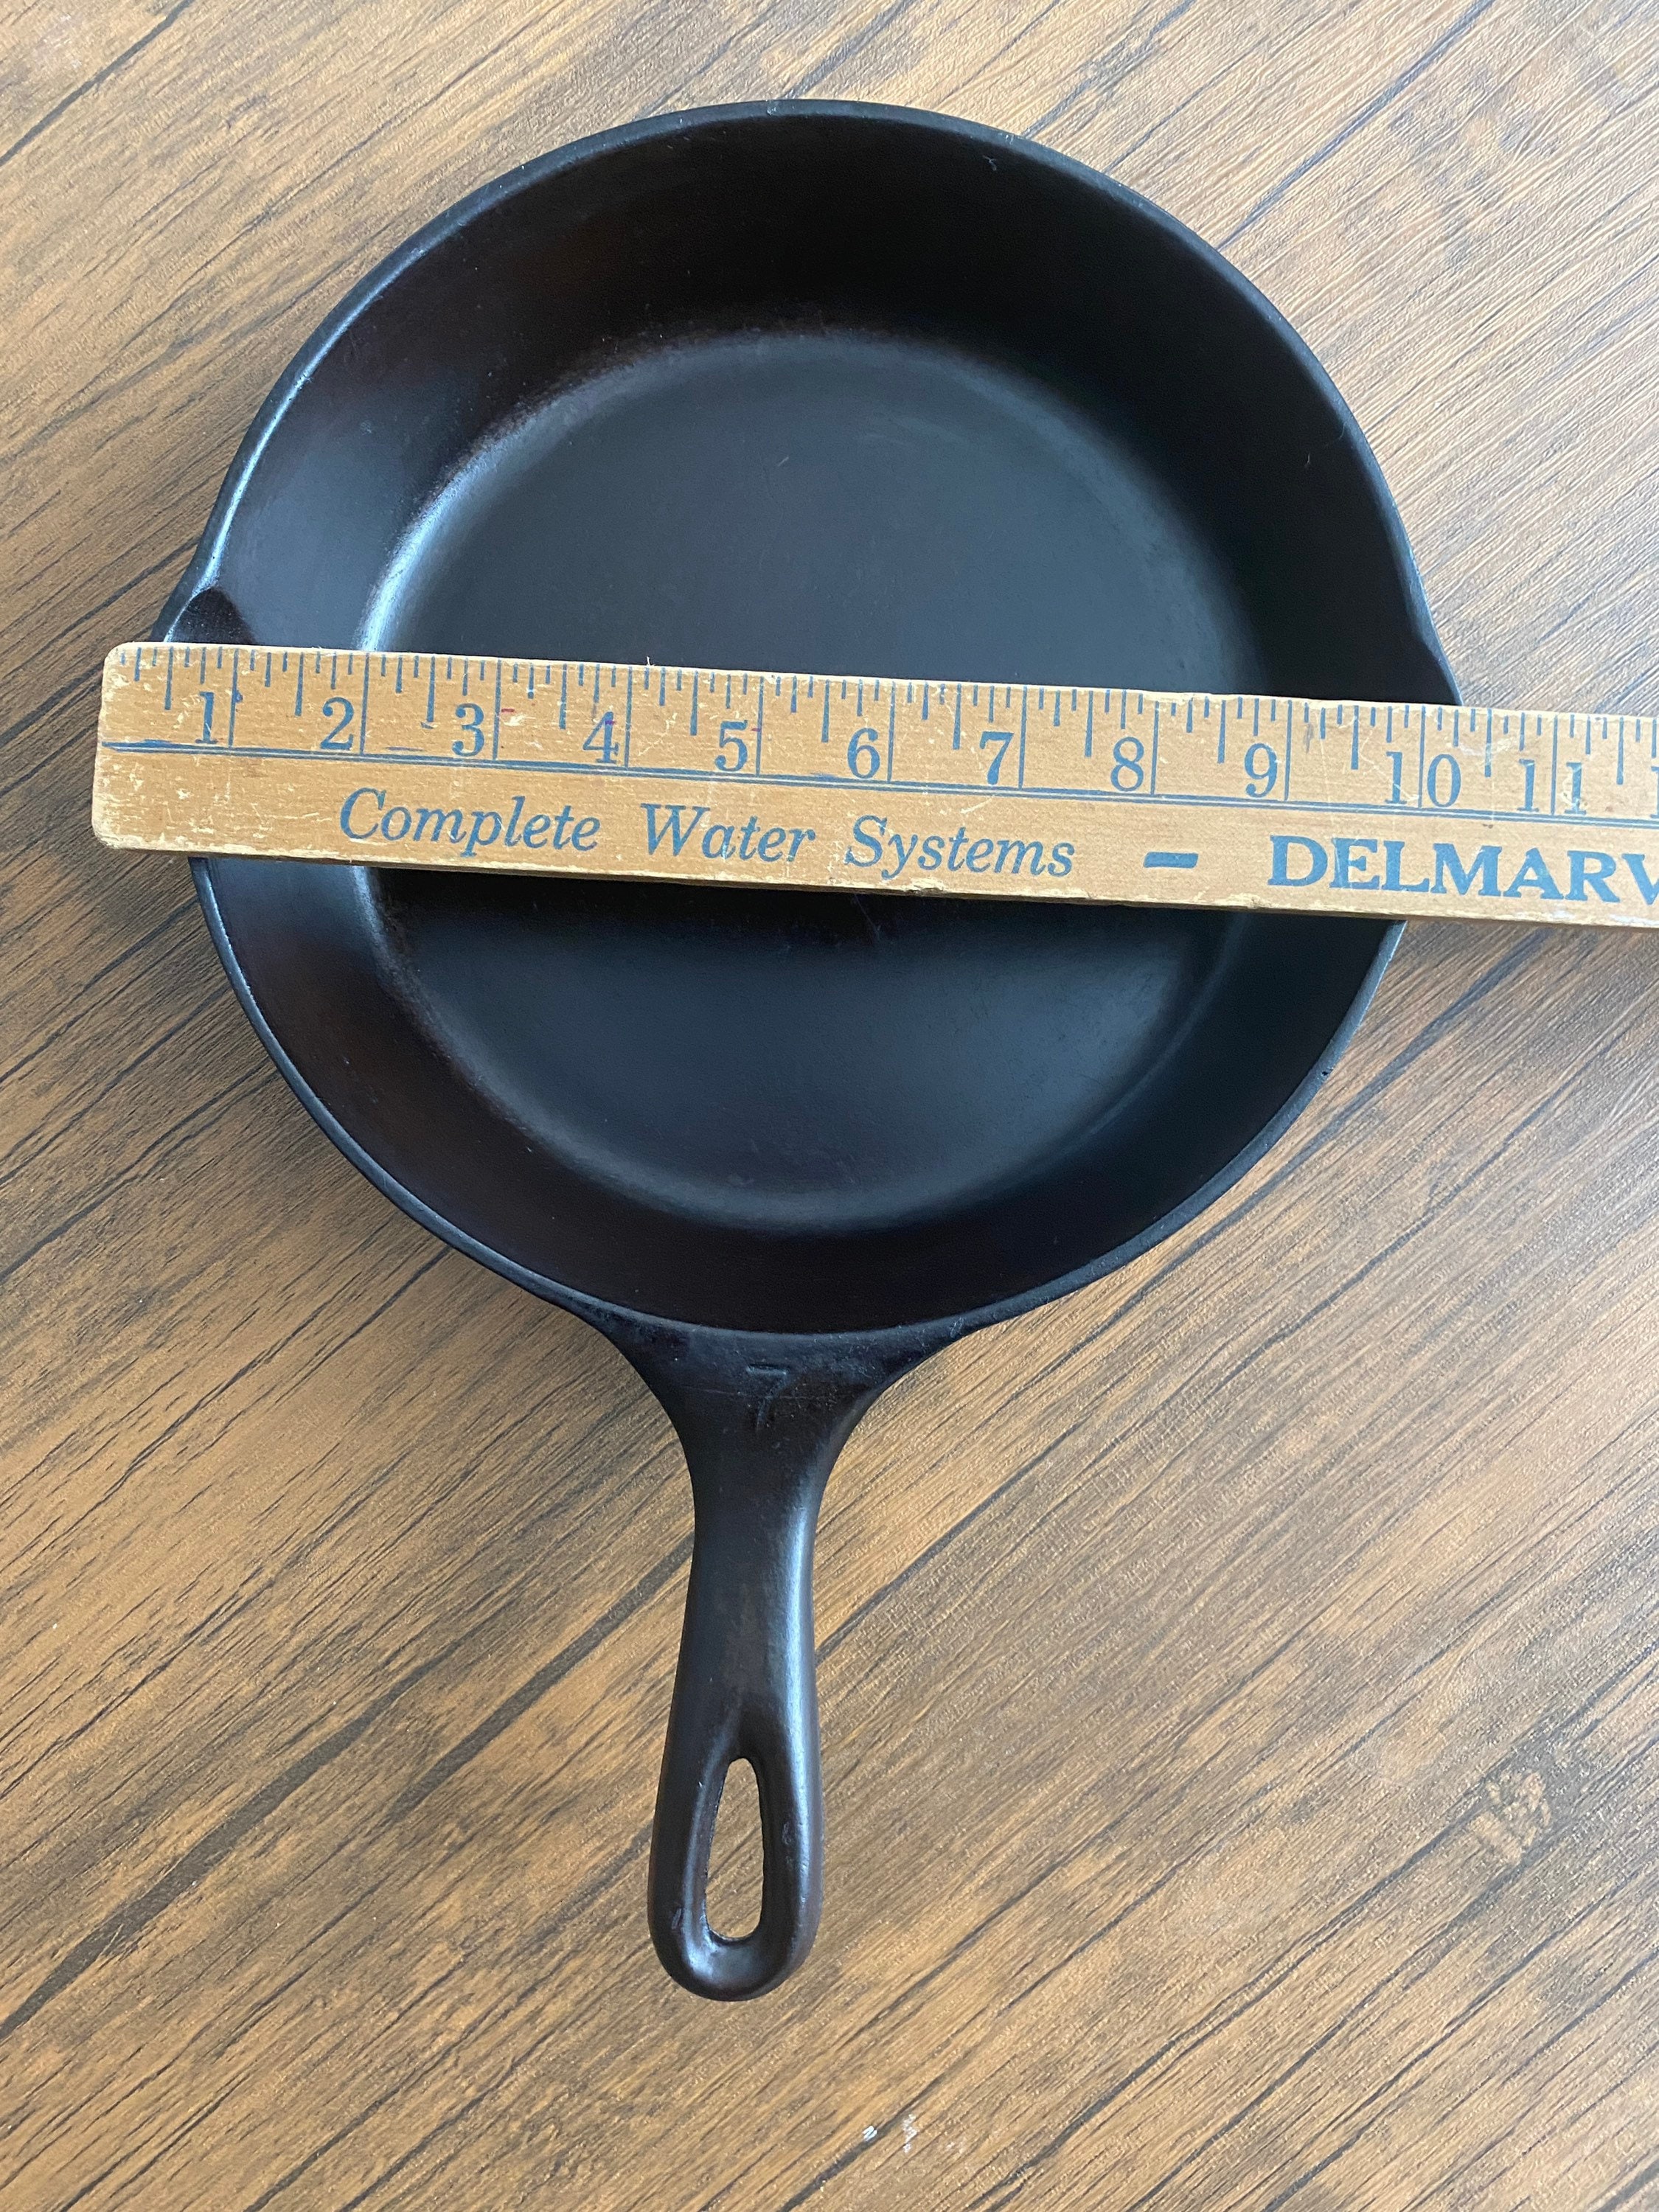 1 2 3 4 5 6 7 8 9 10 11
Complete Water Systems - DELMARV
7